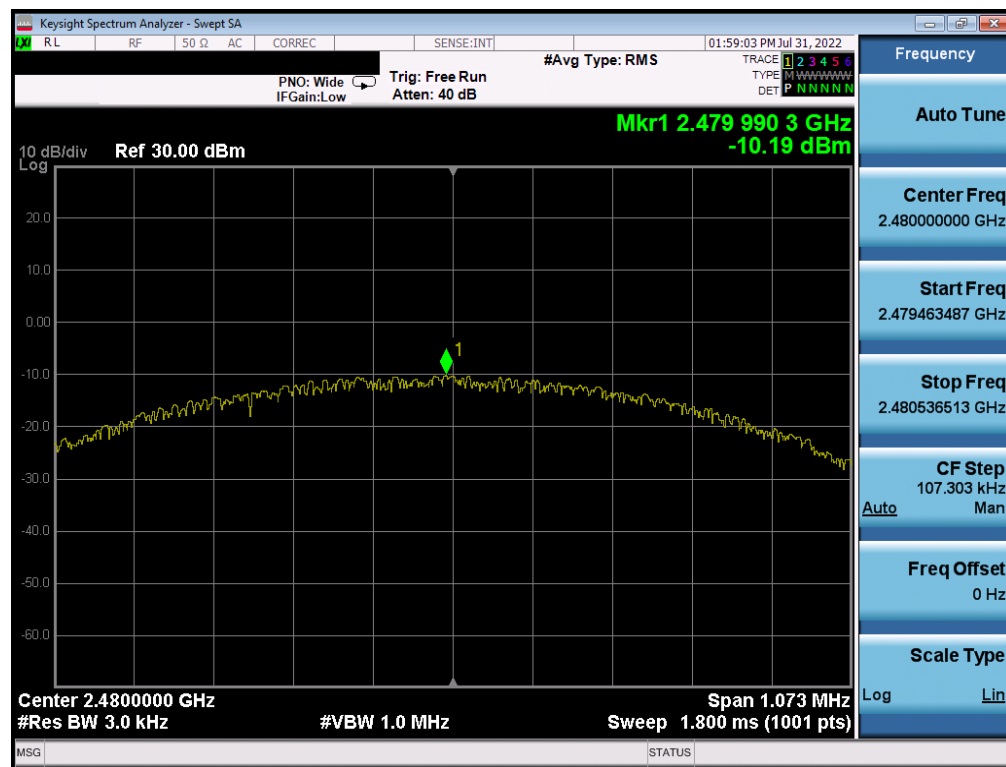 Keysight Spectrum Analyzer - Swept SA
LXI RL RF 50 Ω AC CORREC SENSE:INT 01:59:03 PM Jul 31, 2022
PNO: Wide
IFGain:Low
Trig: Free Run
Atten: 40 dB
#Avg Type: RMS
TRACE 1 2 3 4 5 6
TYPE M WWWWW
DET P N N N N N
Mkr1 2.479 990 3 GHz
-10.19 dBm
10 dB/div Ref 30.00 dBm
Log
20.0
10.0
0.00
1
-10.0
-20.0
-30.0
-40.0
-50.0
-60.0
Center 2.4800000 GHz Span 1.073 MHz
#Res BW 3.0 kHz #VBW 1.0 MHz Sweep 1.800 ms (1001 pts)
MSG STATUS
Frequency
Auto Tune
Center Freq
2.480000000 GHz
Start Freq
2.479463487 GHz
Stop Freq
2.480536513 GHz
CF Step
107.303 kHz
Auto Man
Freq Offset
0 Hz
Scale Type
Log Lin